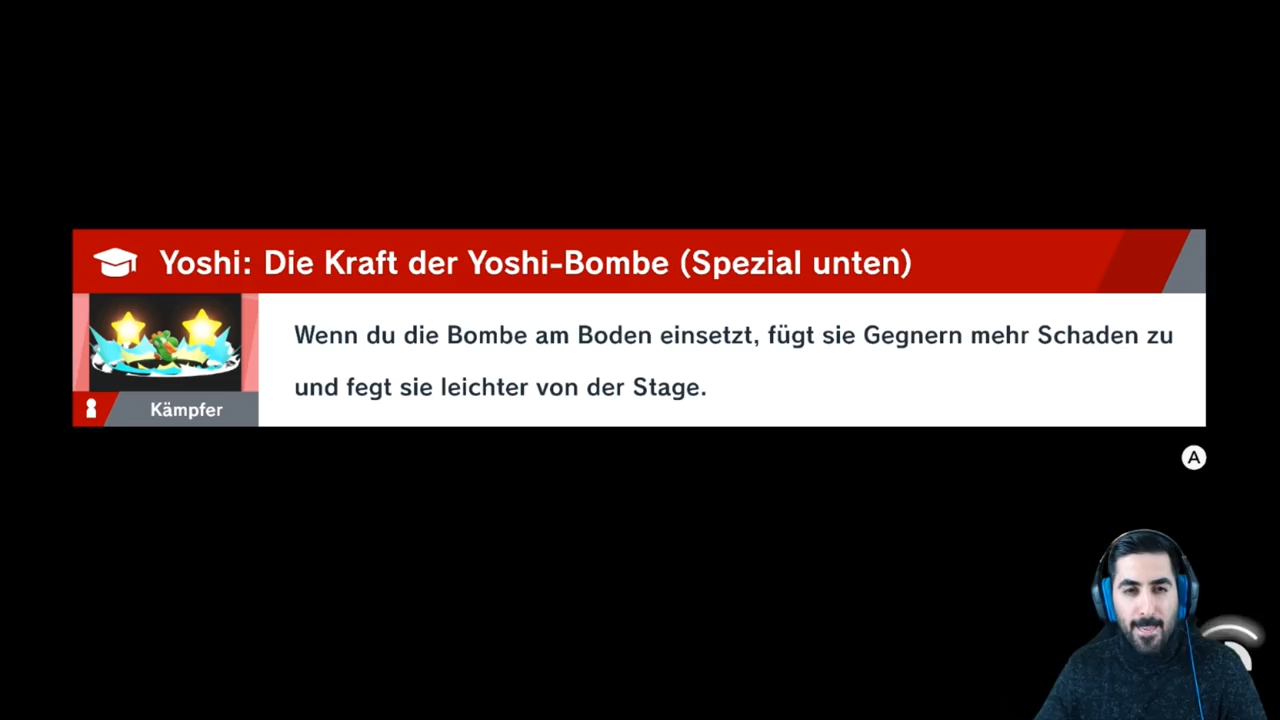 Yoshi: Die Kraft der Yoshi-Bombe (Spezial unten)
Wenn du die Bombe am Boden einsetzt, fügt sie Gegnern mehr Schaden zu
und fegt sie leichter von der Stage.
Kämpfer
A